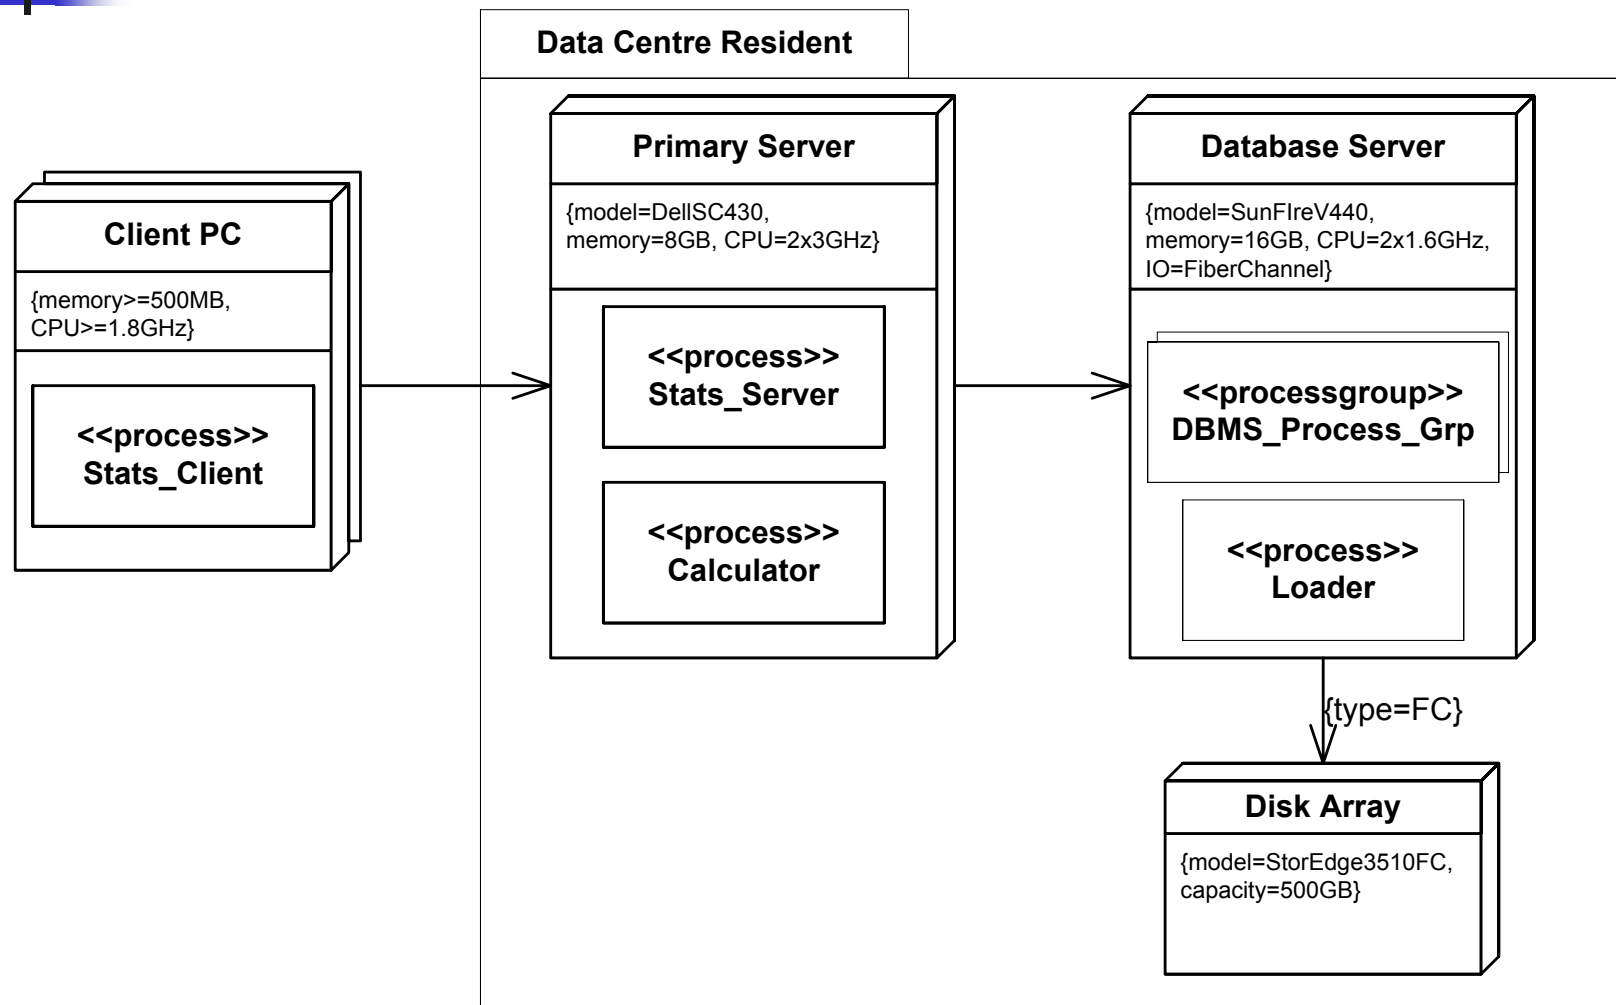 Data Centre Resident
Client PC
{memory>=500MB,
CPU>=1.8GHz}
<<process>>
Stats_Client
Primary Server
{model=DellSC430,
memory=8GB, CPU=2x3GHz}
<<process>>
Stats_Server
<<process>>
Calculator
Database Server
{model=SunFIreV440,
memory=16GB, CPU=2x1.6GHz,
IO=FiberChannel}
<<processgroup>>
DBMS_Process_Grp
<<process>>
Loader
{type=FC}
Disk Array
{model=StorEdge3510FC,
capacity=500GB}